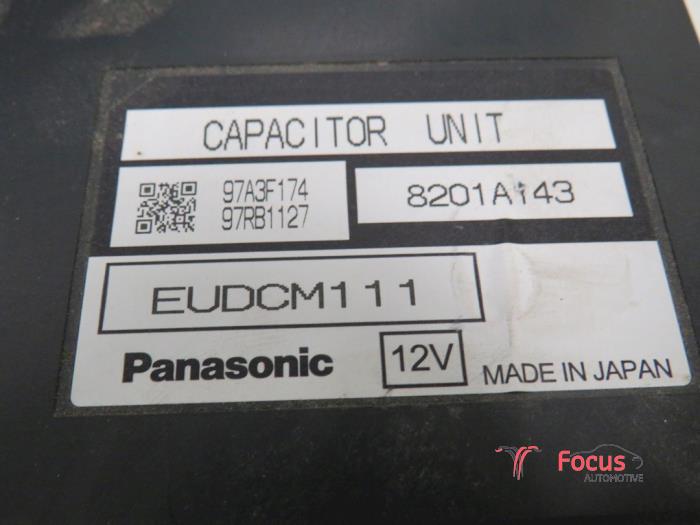 CAPACITOR UNIT
97A3F174
97RB1127
8201A143
EUDCM111
Panasonic
12V
MADE IN JAPAN
Focus
AUTOMOTIVE